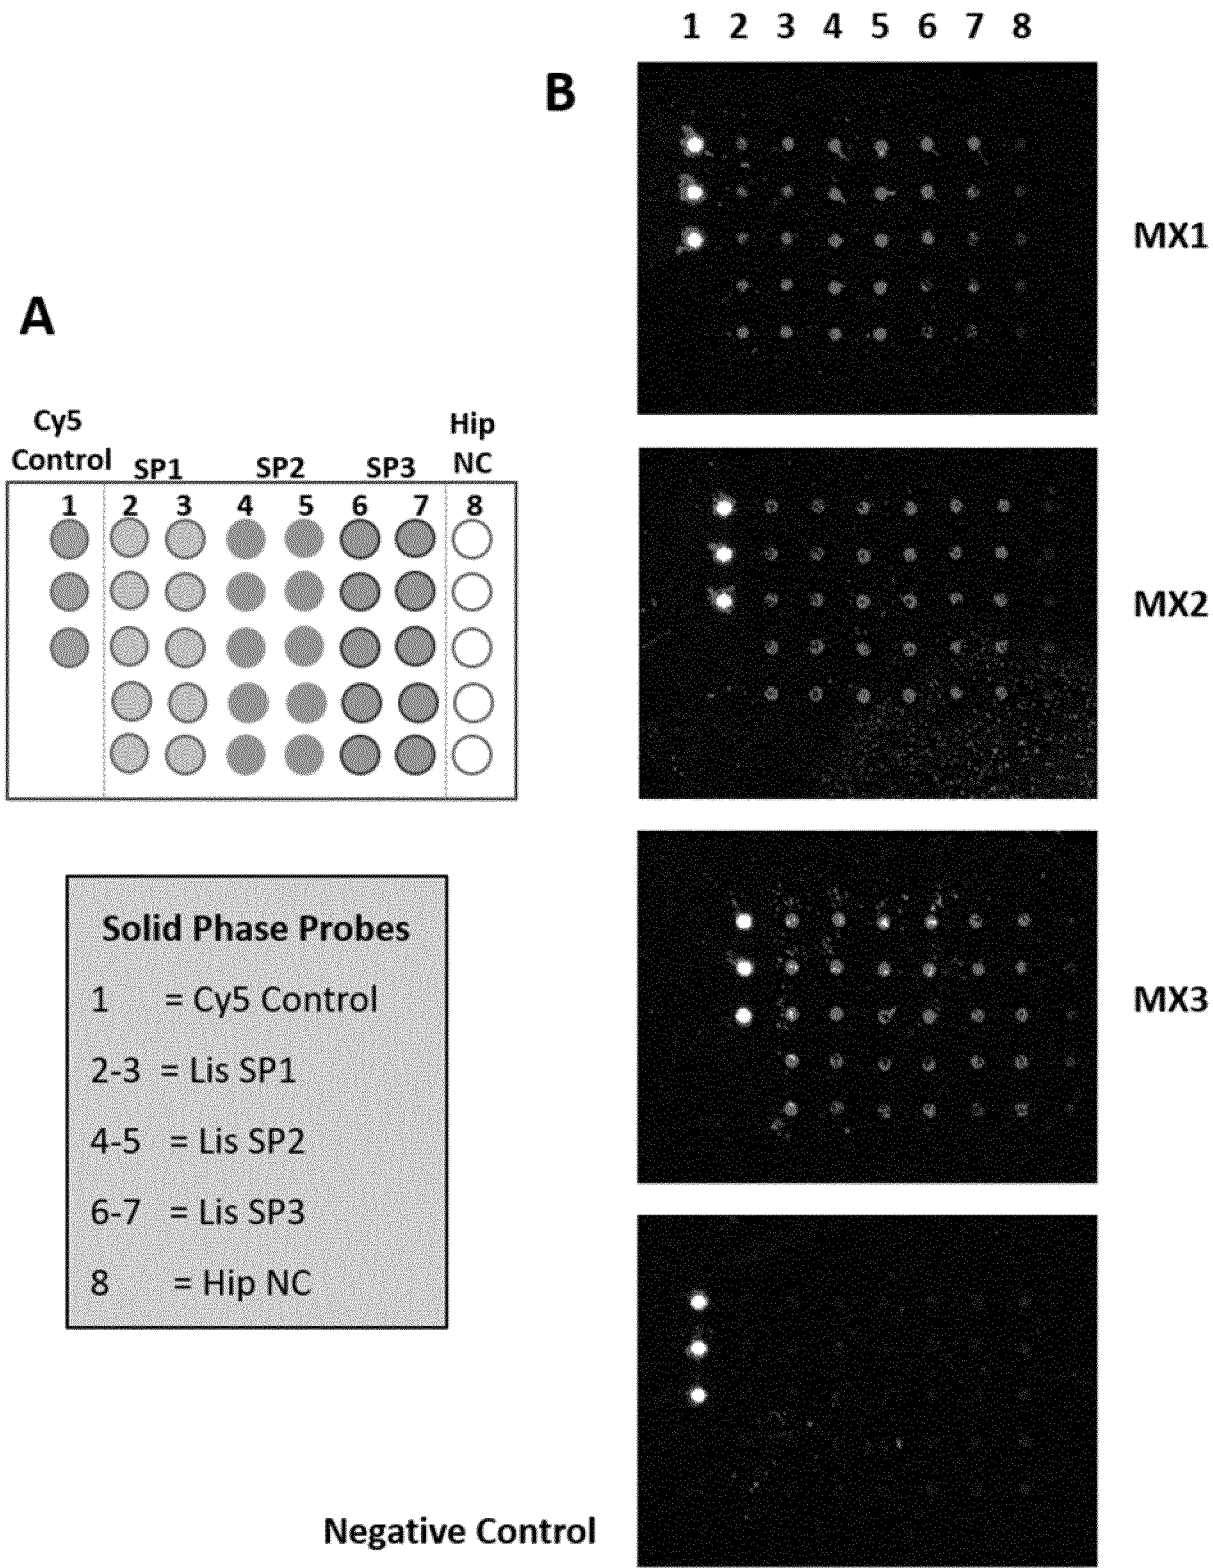 1 2 3 4 5 6 7 8
B
MX1
A
Cy5
Control
SP1
SP2
SP3
Hip
NC
1 2 3 4 5 6 7 8
MX2
Solid Phase Probes
1 = Cy5 Control
2-3 = Lis SP1
4-5 = Lis SP2
6-7 = Lis SP3
8 = Hip NC
MX3
Negative Control